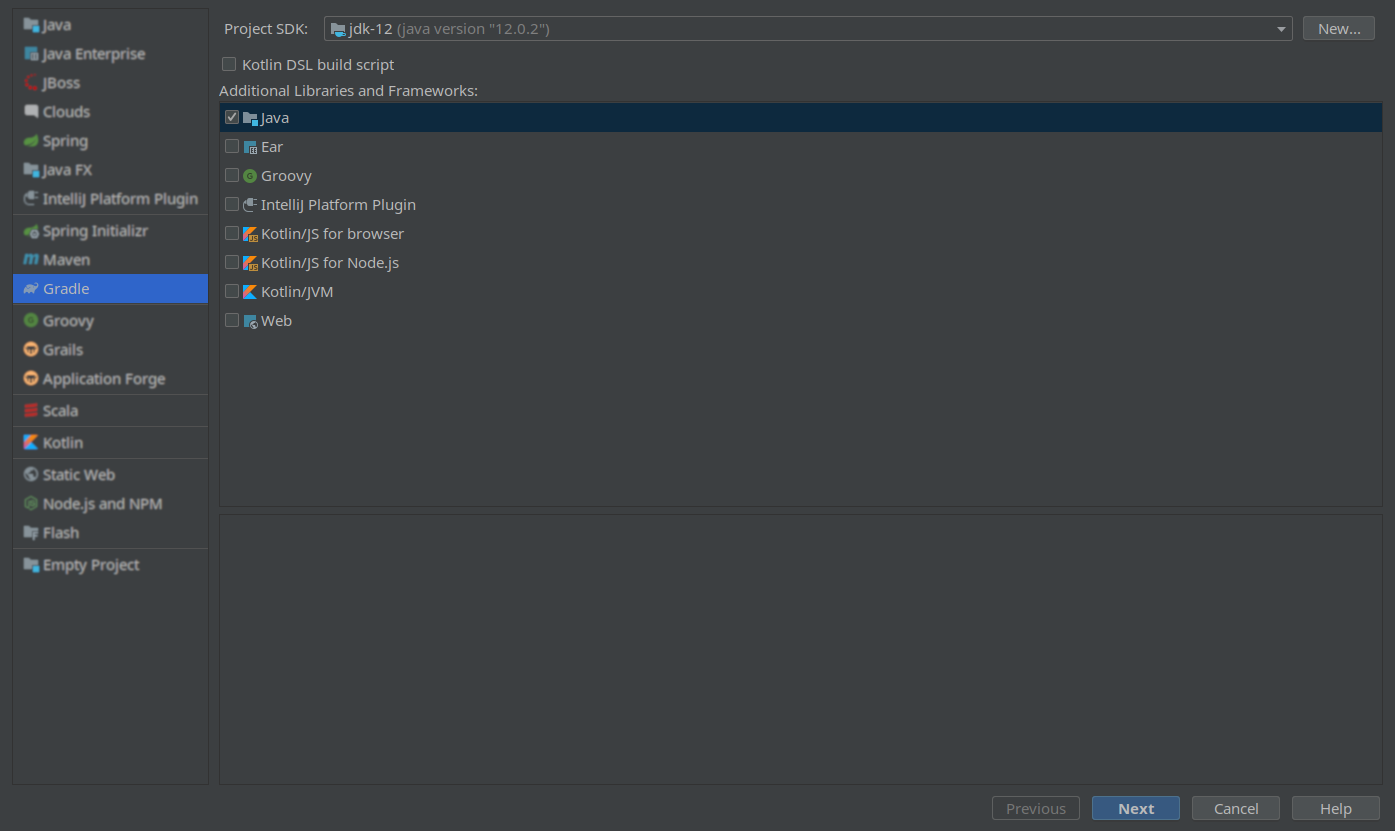 Java
Java Enterprise
JBoss
Clouds
Spring
Java FX
IntelliJ Platform Plugin
Spring Initializr
Maven
Gradle
Groovy
Grails
Application Forge
Scala
Kotlin
Static Web
Node.js and NPM
Flash
Empty Project
Project SDK: jdk-12 (java version "12.0.2") New...
Kotlin DSL build script
Additional Libraries and Frameworks:
Java
Ear
Groovy
IntelliJ Platform Plugin
Kotlin/JS for browser
Kotlin/JS for Node.js
Kotlin/JVM
Web
Previous Next Cancel Help